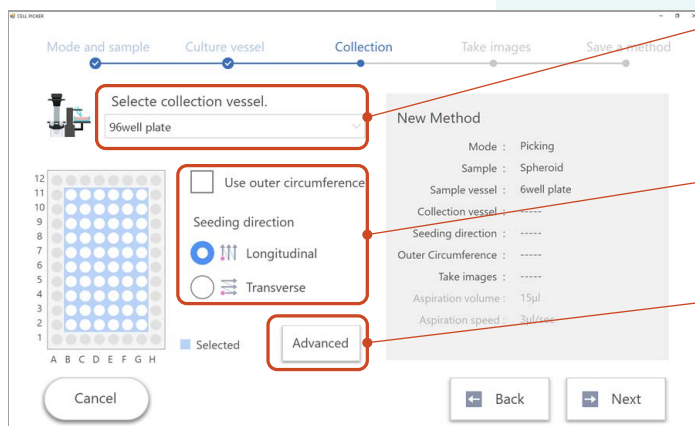 CELL PICKER
Mode and sample
Culture vessel
Collection
Take images
Save a method
Selecte collection vessel.
96well plate
12
11
10
9
8
7
6
5
4
3
2
1
A B C D E F G H
Use outer circumference
Seeding direction
Longitudinal
Transverse
Selected
Advanced
New Method
Mode : Picking
Sample : Spheroid
Sample vessel : 6well plate
Collection vessel : -----
Seeding direction : -----
Outer Circumference : -----
Take images : -----
Aspiration volume : 15μl
Aspiration speed : 3μl/sec
Cancel
Back
Next